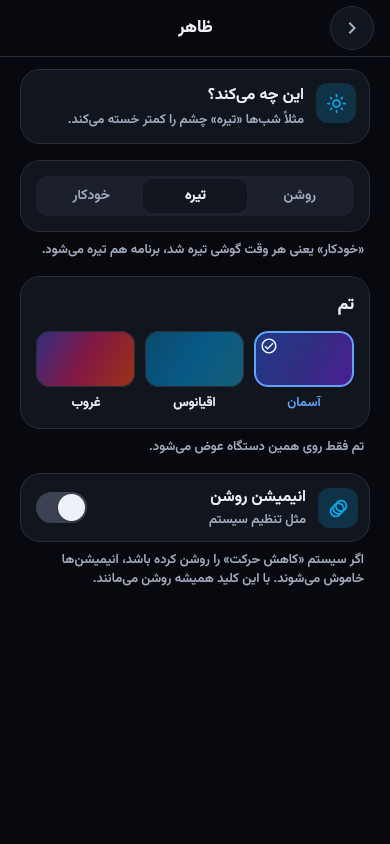 ظاهر
این چه می‌کند؟
مثلاً شب‌ها «تیره» چشم را کمتر خسته می‌کند.
روشن
تیره
خودکار
«خودکار» یعنی هر وقت گوشی تیره شد، برنامه هم تیره می‌شود.
تم
آسمان
اقیانوس
غروب
تم فقط روی همین دستگاه عوض می‌شود.
انیمیشن روشن
مثل تنظیم سیستم
اگر سیستم «کاهش حرکت» را روشن کرده باشد، انیمیشن‌ها
خاموش می‌شوند. با این کلید همیشه روشن می‌مانند.